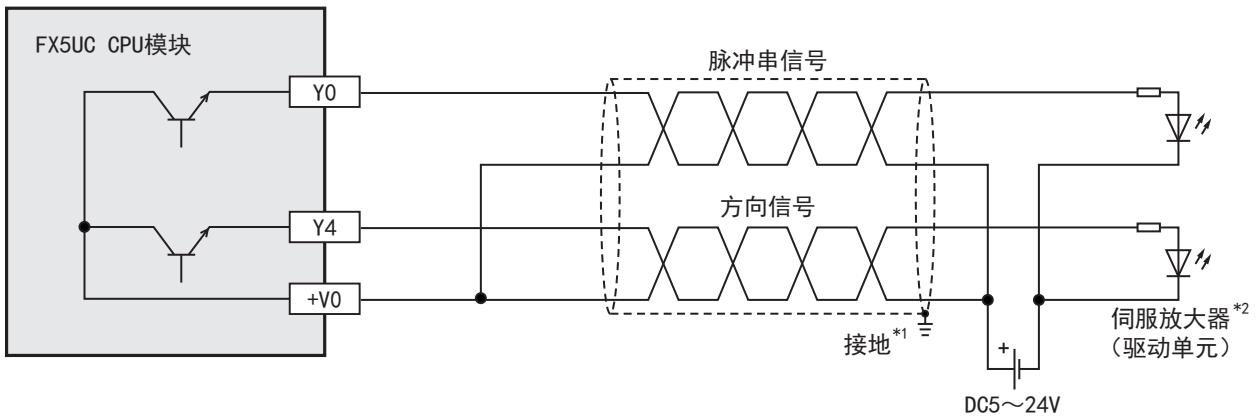 FX5UC CPU模块
脉冲串信号
Y0
方向信号
Y4
+V0
接地*1
伺服放大器*2
（驱动单元）
+
DC5～24V